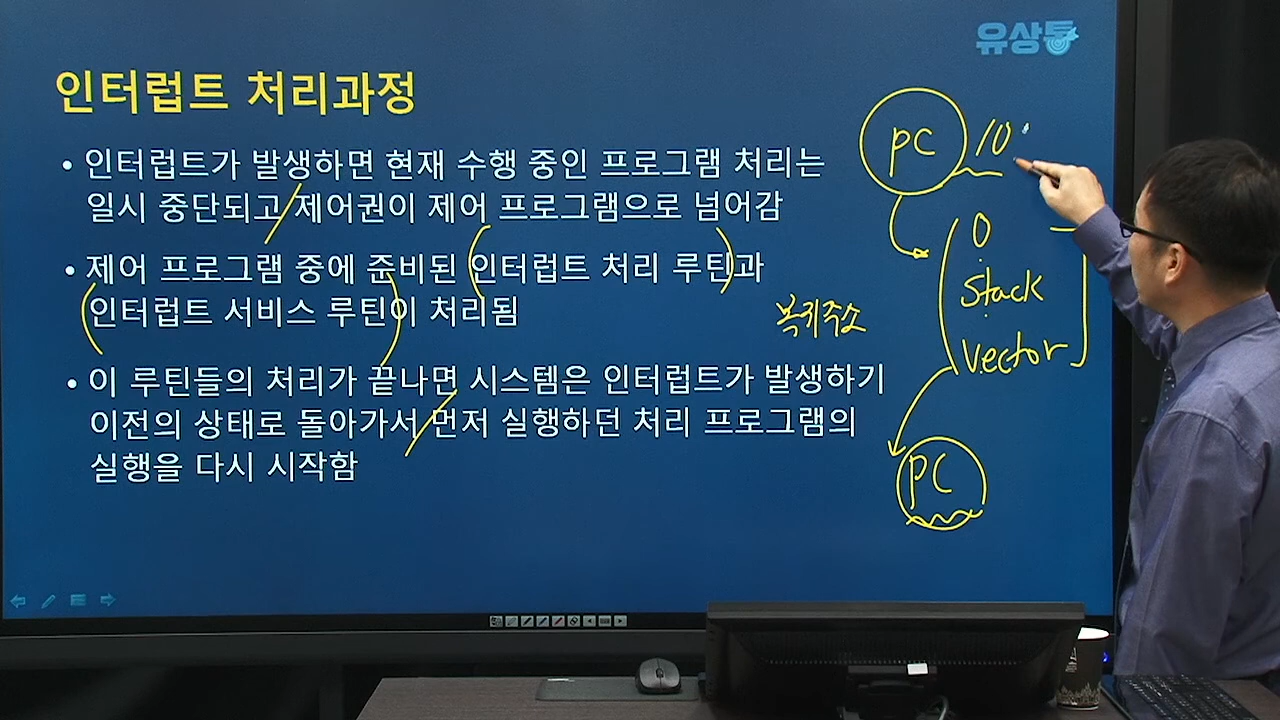 유상통
인터럽트 처리과정
• 인터럽트가 발생하면 현재 수행 중인 프로그램 처리는
일시 중단되고 제어권이 제어 프로그램으로 넘어감
• 제어 프로그램 중에 준비된 인터럽트 처리 루틴과
인터럽트 서비스 루틴이 처리됨
• 이 루틴들의 처리가 끝나면 시스템은 인터럽트가 발생하기
이전의 상태로 돌아가서 먼저 실행하던 처리 프로그램의
실행을 다시 시작함
PC 10
0
stack
vector
복귀주소
PC